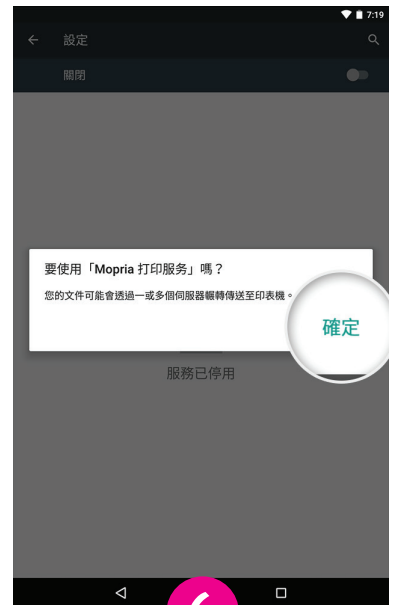 7:19
設定
關閉
要使用「Mopria 打印服务」嗎？
您的文件可能會透過一或多個伺服器輾轉傳送至印表機。
確定
服務已停用